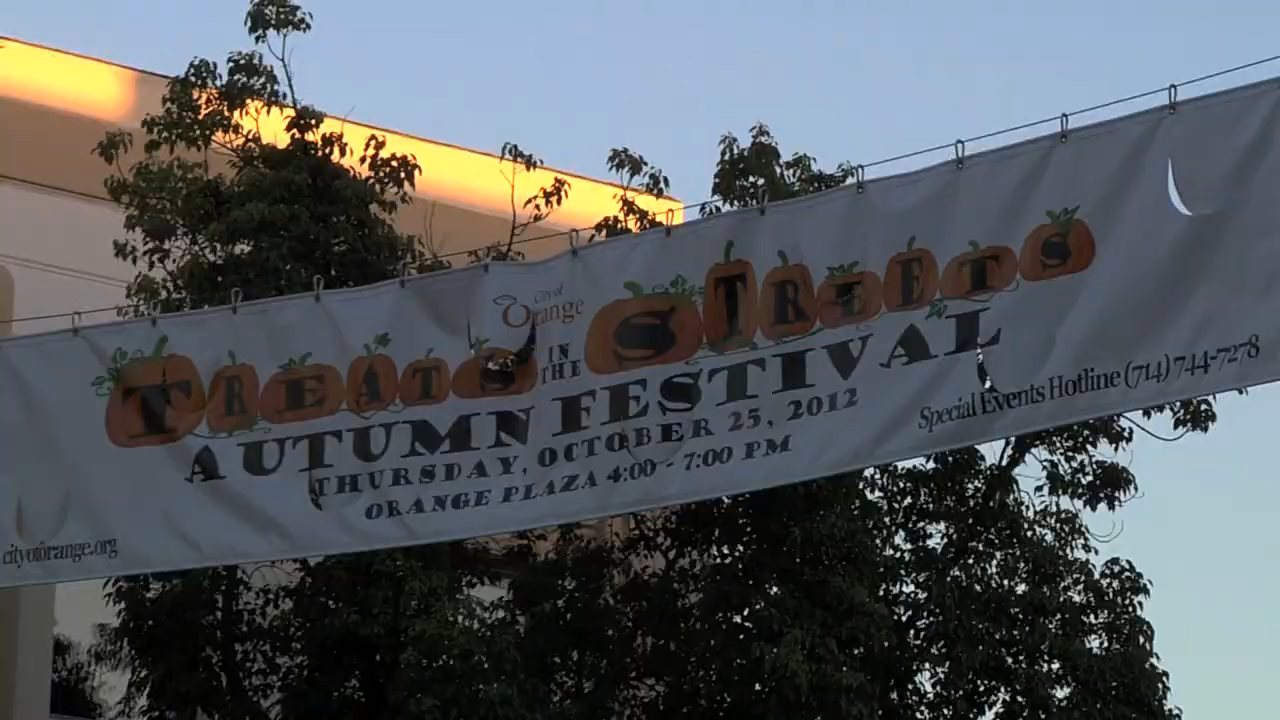 City of
Orange
TREATS IN THE STREETS
AUTUMN FESTIVAL
THURSDAY, OCTOBER 25, 2012
ORANGE PLAZA 4:00 - 7:00 PM
Special Events Hotline (714) 744-7278
cityoforange.org